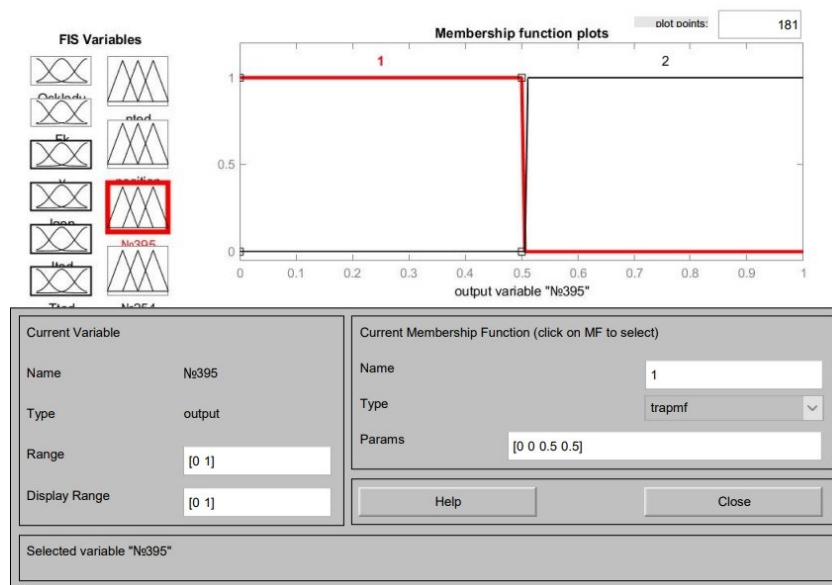 plot points:
181
FIS Variables
Membership function plots
1
2
1
0.5
0
0
0.1
0.2
0.3
0.4
0.5
0.6
0.7
0.8
0.9
1
output variable "№395"
Fk
position
№395
Current Variable
Name
№395
Type
output
Range
[0 1]
Display Range
[0 1]
Current Membership Function (click on MF to select)
Name
1
Type
trapmf
Params
[0 0 0.5 0.5]
Help
Close
Selected variable "№395"